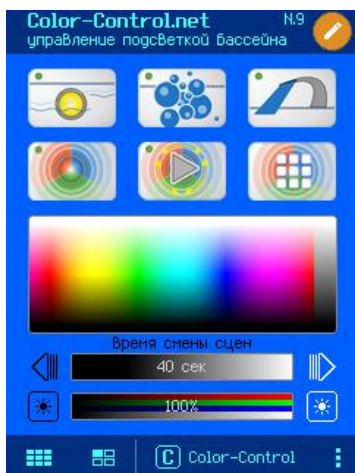 Color-Control.net N.9
управление подсветкой бассейна
Время смены сцен
40 сек
100%
C Color-Control